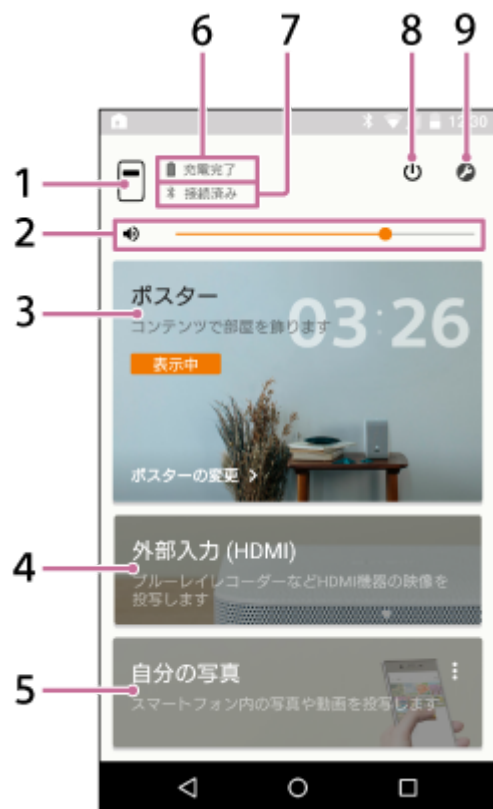 6 7 8 9
12:30
1
充電完了
接続済み
2
3
ポスター
03:26
コンテンツで部屋を飾ります
表示中
ポスターの変更 >
4
外部入力 (HDMI)
ブルーレイレコーダーなどHDMI機器の映像を
投写します
5
自分の写真
スマートフォン内の写真や動画を投写します